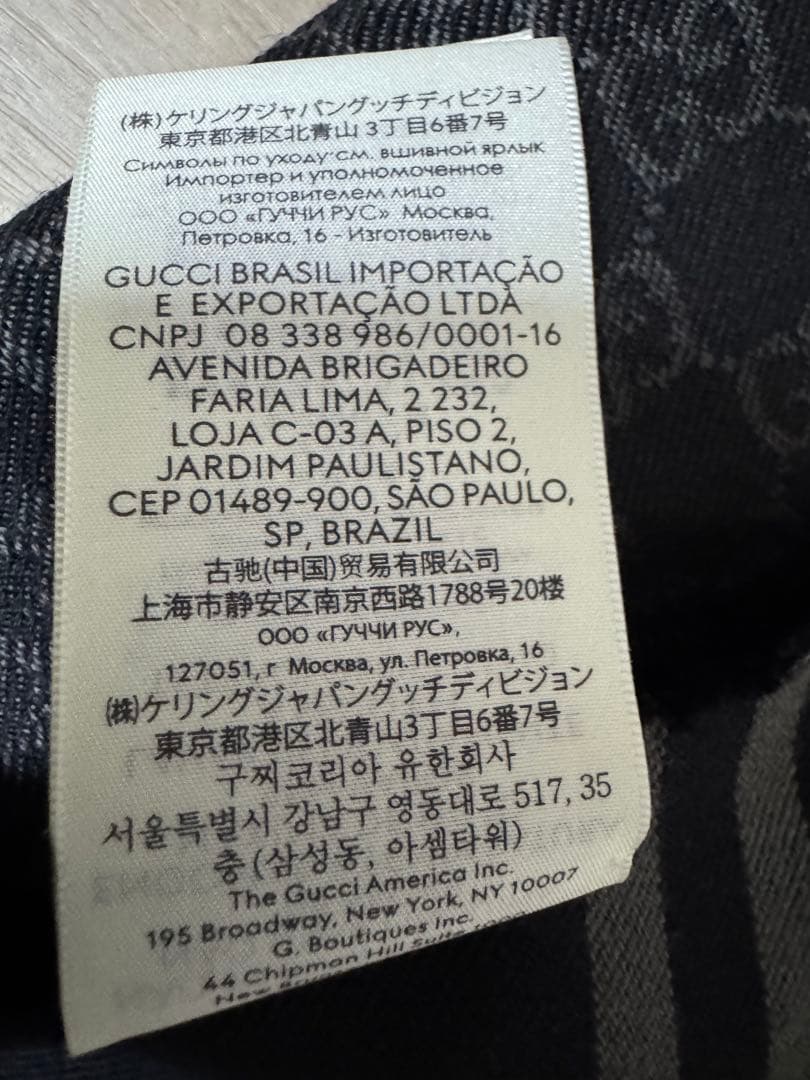 (株)ケリングジャパングッチディビジョン
東京都港区北青山3丁目6番7号
Символы по уходу см. вшивной ярлык
Импортер и уполномоченное
изготовителем лицо
ООО «ГУЧЧИ РУС» Москва,
Петровка, 16 - Изготовитель
GUCCI BRASIL IMPORTAÇÃO
E EXPORTAÇÃO LTDA
CNPJ 08 338 986/0001-16
AVENIDA BRIGADEIRO
FARIA LIMA, 2 232,
LOJA C-03 A, PISO 2,
JARDIM PAULISTANO,
CEP 01489-900, SÃO PAULO,
SP, BRAZIL
古驰(中国)贸易有限公司
上海市静安区南京西路1788号20楼
ООО «ГУЧЧИ РУС»,
127051, г Москва, ул. Петровка, 16
(株)ケリングジャパングッチディビジョン
東京都港区北青山3丁目6番7号
구찌코리아 유한회사
서울특별시 강남구 영동대로 517, 35
층 (삼성동, 아셈타워)
The Gucci America Inc.
195 Broadway, New York, NY 10007
G. Boutiques Inc.
44 Chipman Hill Suite
New